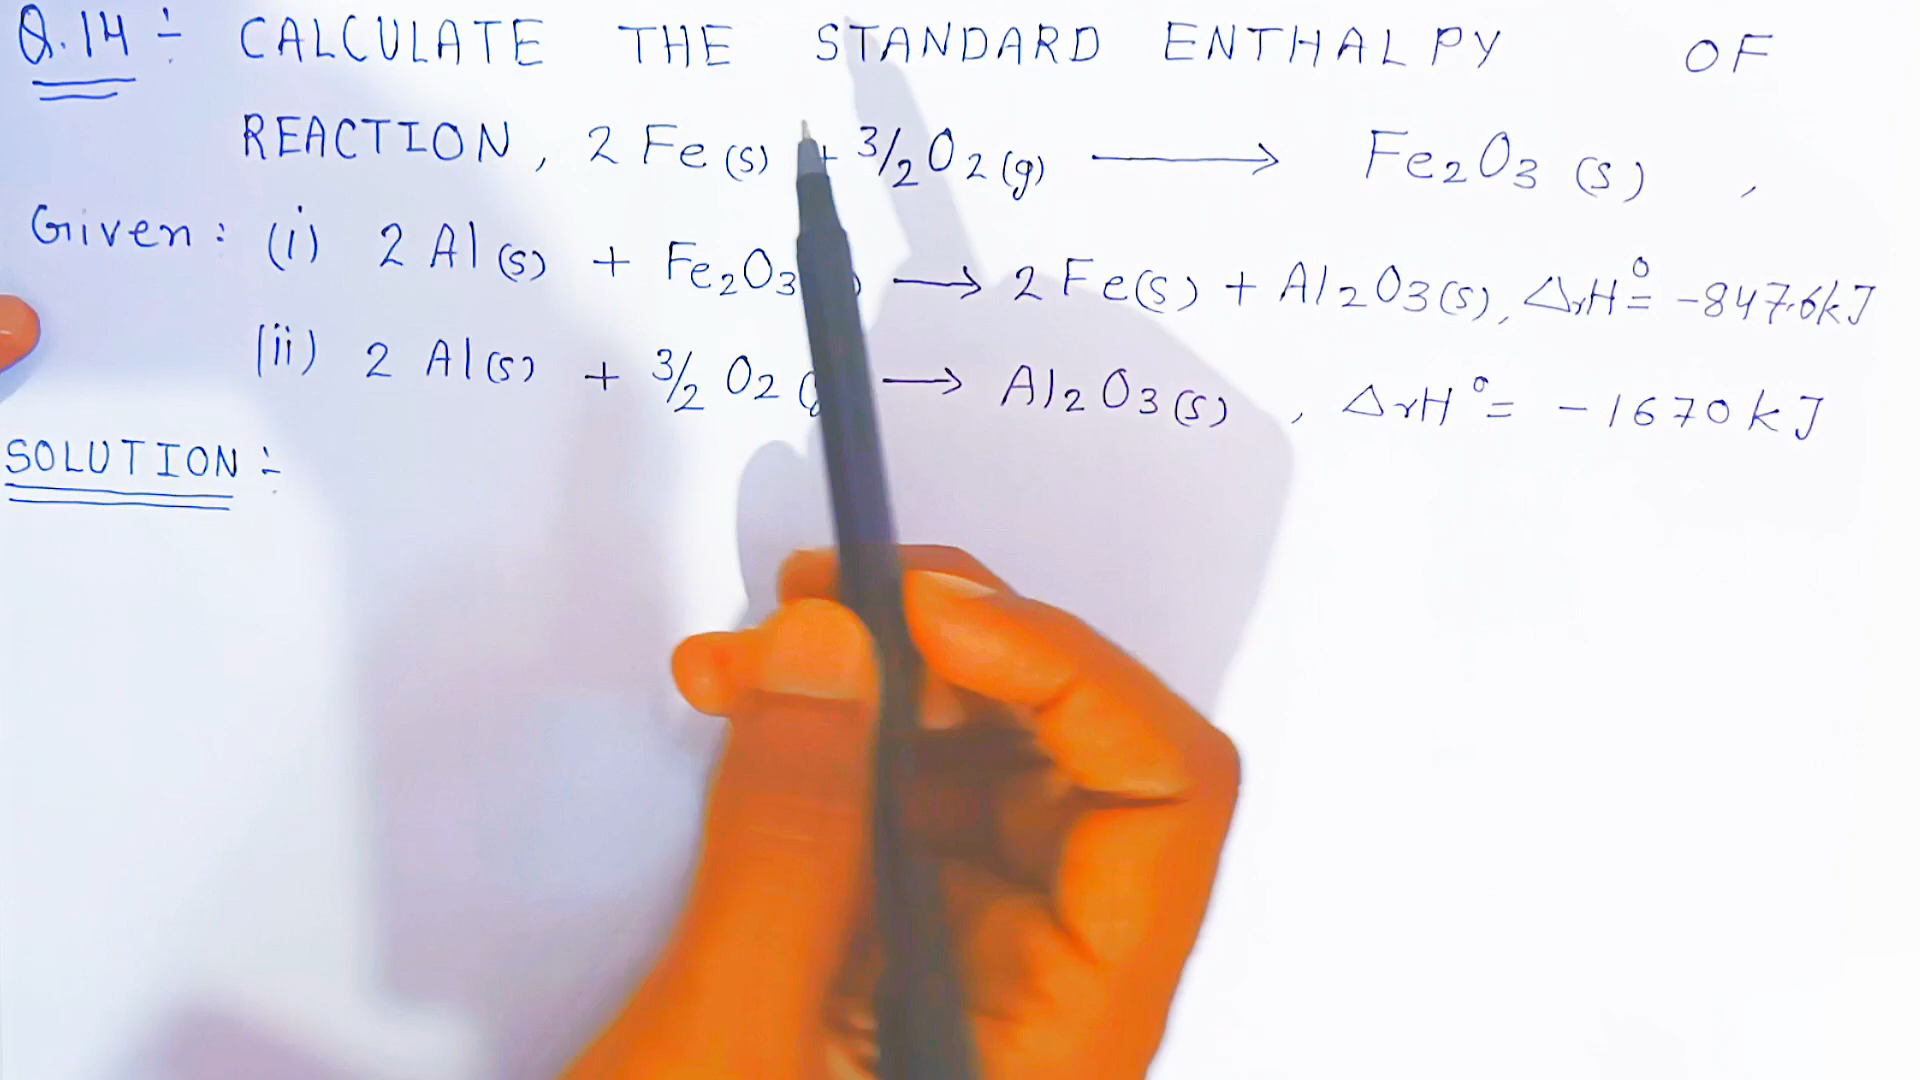 Q.14:- CALCULATE THE STANDARD ENTHALPY OF
REACTION, 2 Fe (s) + 3/2 O2 (g) ⟶ Fe2O3 (s) ,
Given: (i) 2 Al (s) + Fe2O3 ) ⟶ 2 Fe(s) + Al2O3(s), ΔrH°= -847.6kJ
(ii) 2 Al(s) + 3/2 O2 (g ⟶ Al2O3(s) , ΔrH°= -1670 kJ
SOLUTION :-